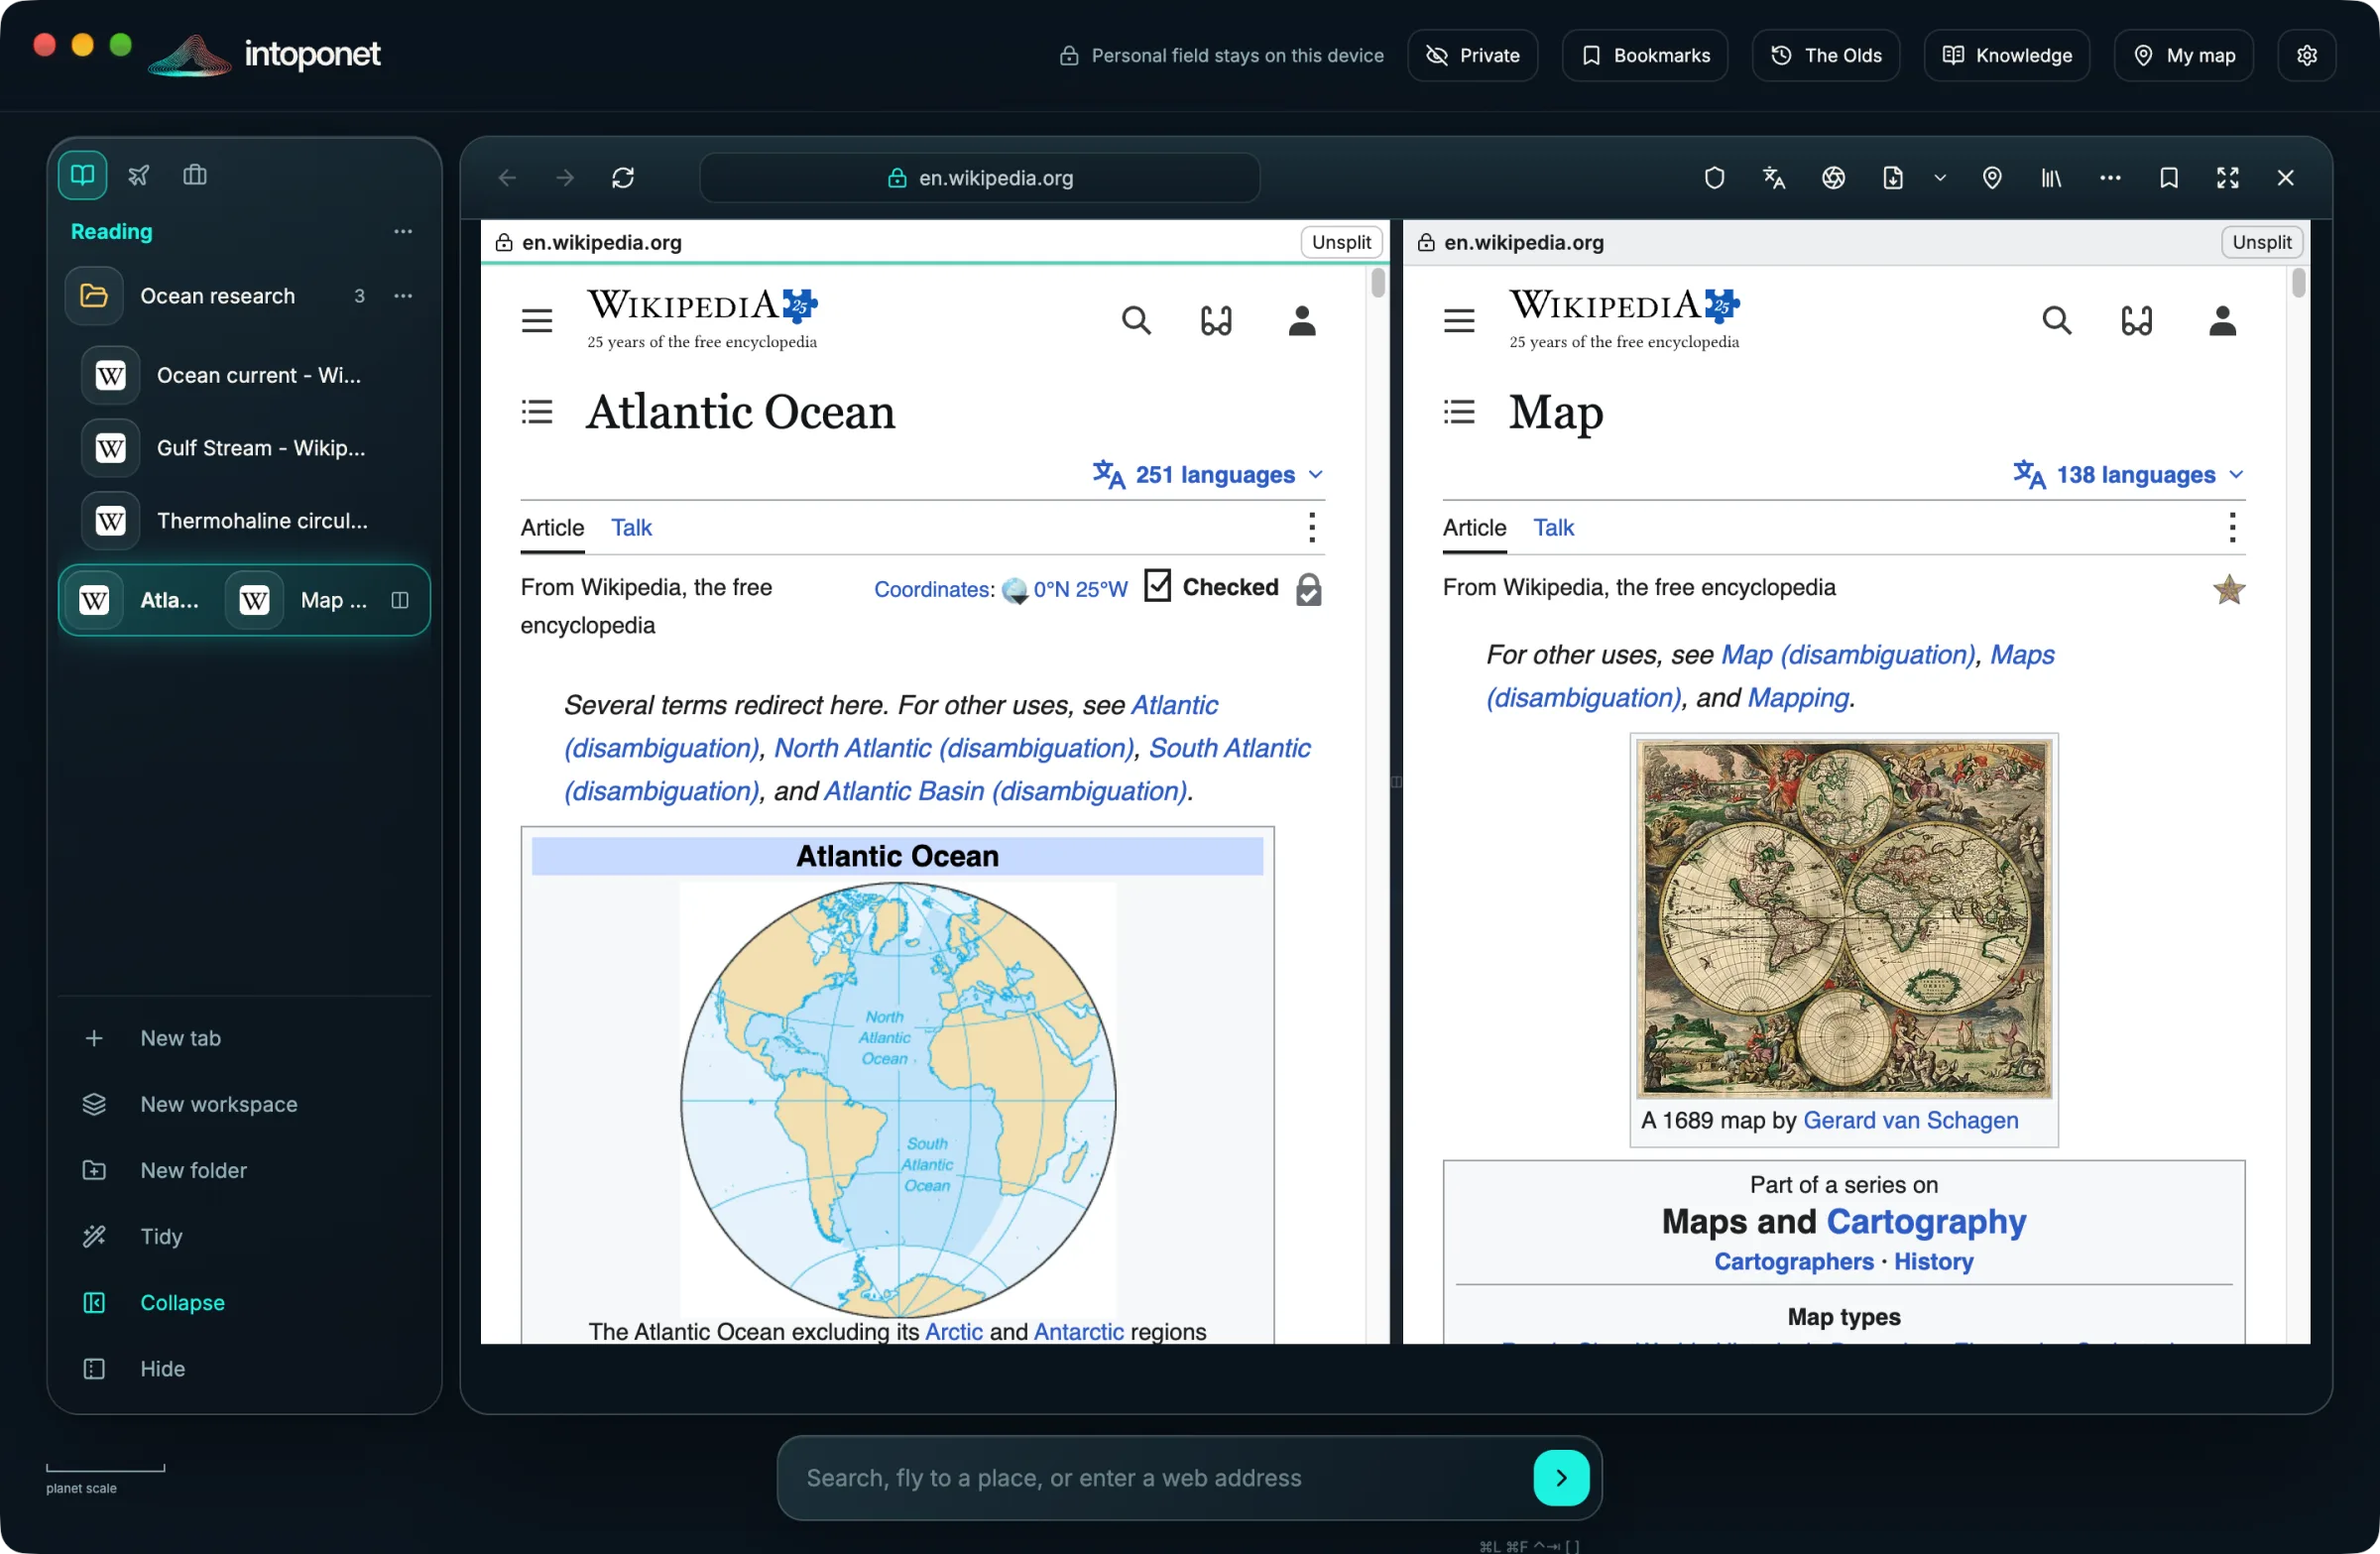 intoponet
Personal field stays on this device
Private
Bookmarks
The Olds
Knowledge
My map
Reading
Ocean research 3
Ocean current - Wi...
Gulf Stream - Wikip...
Thermohaline circul...
Atla... Map ...
New tab
New workspace
New folder
Tidy
Collapse
Hide
planet scale
en.wikipedia.org
en.wikipedia.org Unsplit
WIKIPEDIA 25
25 years of the free encyclopedia
Atlantic Ocean
251 languages
Article Talk
From Wikipedia, the free
encyclopedia
Coordinates: 0°N 25°W Checked
Several terms redirect here. For other uses, see Atlantic
(disambiguation), North Atlantic (disambiguation), South Atlantic
(disambiguation), and Atlantic Basin (disambiguation).
Atlantic Ocean
North
Atlantic
Ocean
South
Atlantic
Ocean
The Atlantic Ocean excluding its Arctic and Antarctic regions
en.wikipedia.org Unsplit
WIKIPEDIA 25
25 years of the free encyclopedia
Map
138 languages
Article Talk
From Wikipedia, the free encyclopedia
For other uses, see Map (disambiguation), Maps
(disambiguation), and Mapping.
A 1689 map by Gerard van Schagen
Part of a series on
Maps and Cartography
Cartographers · History
Map types
Search, fly to a place, or enter a web address
⌘L ⌘F ^⇥ [ ]